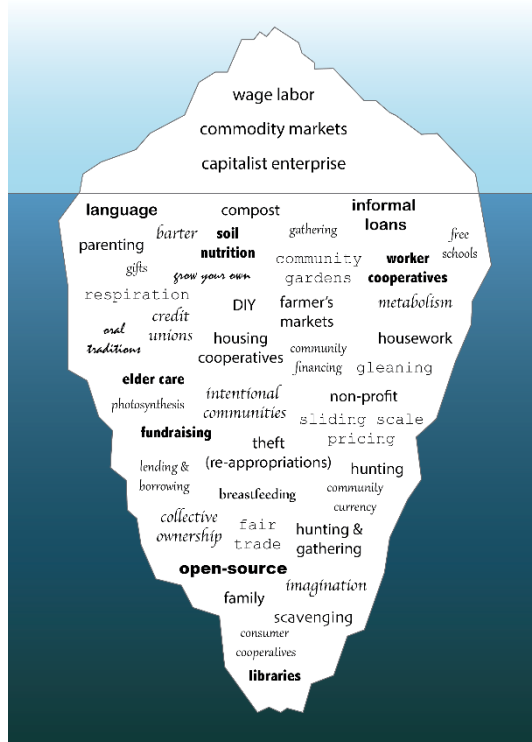 wage labor
commodity markets
capitalist enterprise
language
compost
informal
loans
barter
soil
nutrition
gathering
free
schools
parenting
gifts
grow your own
community
gardens
worker
cooperatives
respiration
credit
unions
DIY
farmer's
markets
metabolism
oral
traditions
housing
cooperatives
community
financing
housework
gleaning
elder care
photosynthesis
intentional
communities
non-profit
sliding scale
pricing
fundraising
theft
(re-appropriations)
lending &
borrowing
hunting
breastfeeding
community
currency
collective
ownership
fair
trade
hunting &
gathering
open-source
imagination
family
scavenging
consumer
cooperatives
libraries